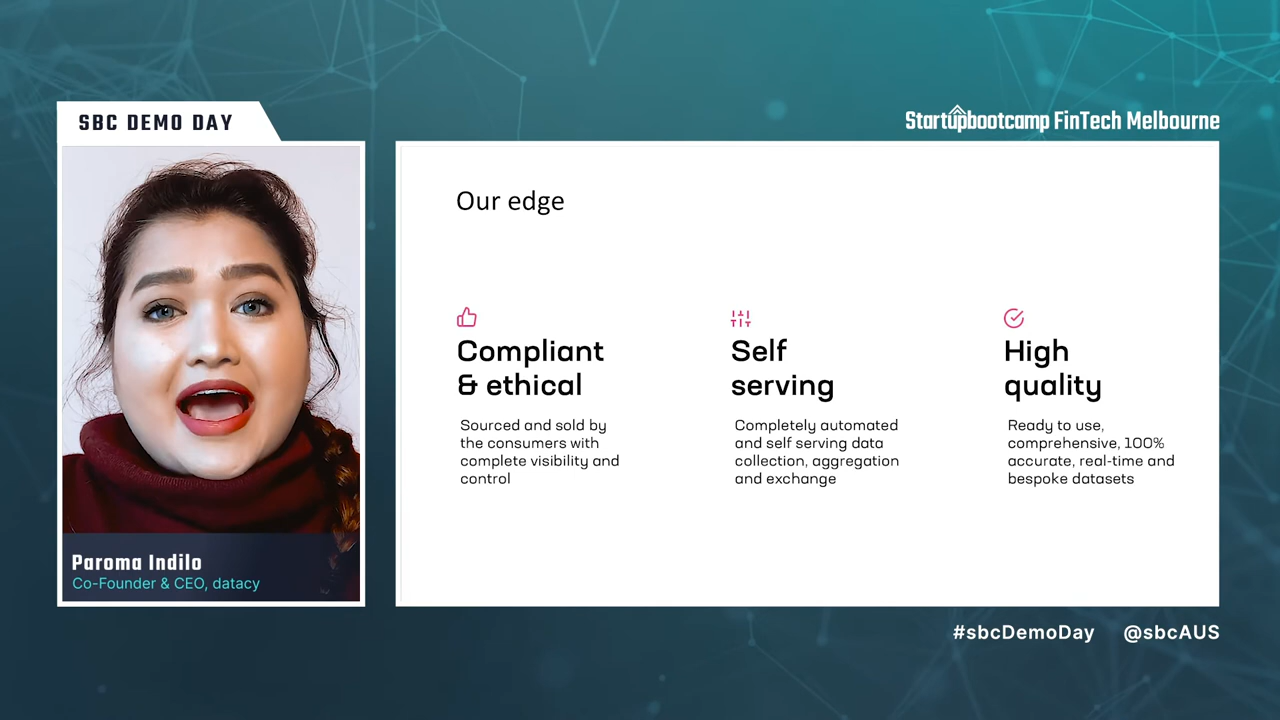 SBC DEMO DAY
Startupbootcamp FinTech Melbourne
Our edge
Compliant
& ethical
Sourced and sold by
the consumers with
complete visibility and
control
Self
serving
Completely automated
and self serving data
collection, aggregation
and exchange
High
quality
Ready to use,
comprehensive, 100%
accurate, real-time and
bespoke datasets
Paroma Indilo
Co-Founder & CEO, datacy
#sbcDemoDay @sbcAUS